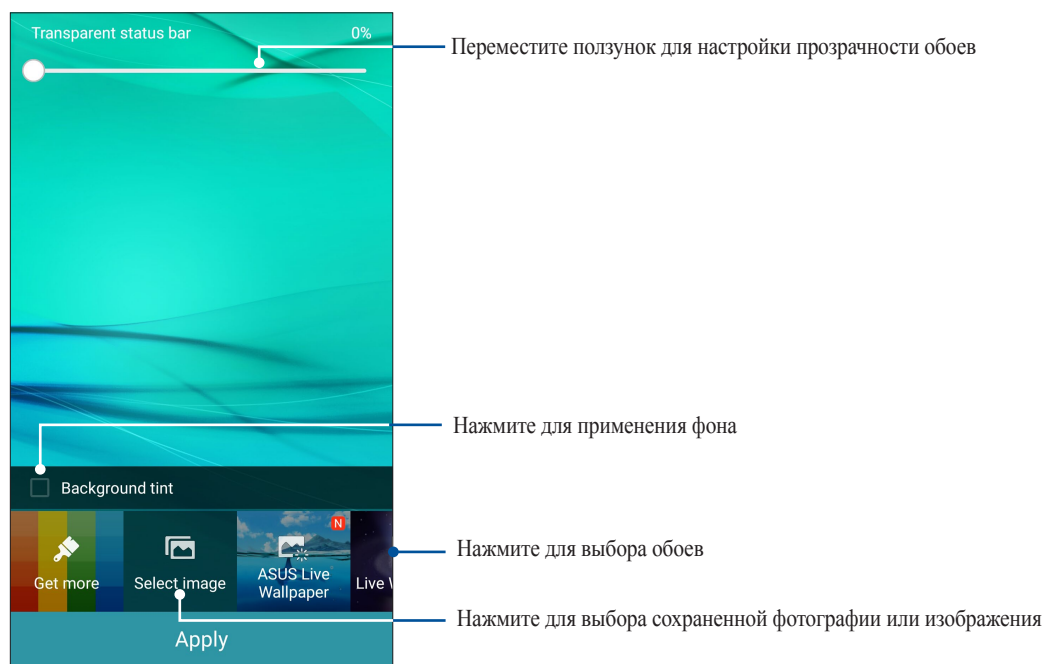 Transparent status bar 0%
Переместите ползунок для настройки прозрачности обоев
Нажмите для применения фона
Background tint
N
Нажмите для выбора обоев
Get more
Select image
ASUS Live
Wallpaper
Live
Нажмите для выбора сохраненной фотографии или изображения
Apply